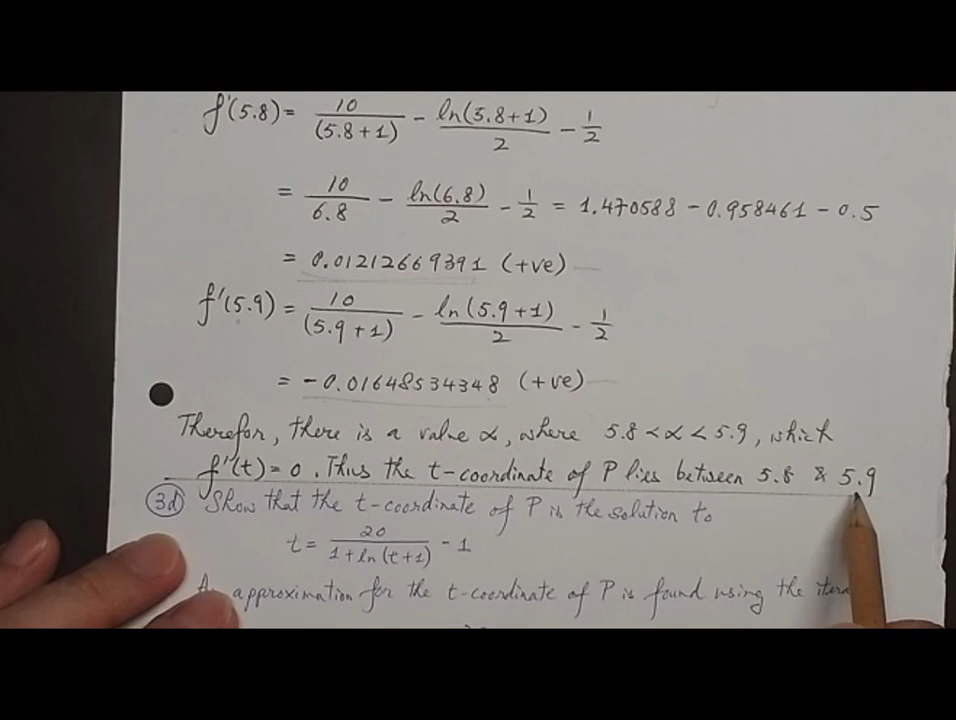 f'(5.8) = 10/(5.8+1) - ln(5.8+1)/2 - 1/2
= 10/6.8 - ln(6.8)/2 - 1/2 = 1.470588 - 0.958461 - 0.5
= 0.01212669391 (+ve)
f'(5.9) = 10/(5.9+1) - ln(5.9+1)/2 - 1/2
= -0.01648534348 (+ve)
Therefor, there is a value α, where 5.8 < α < 5.9, which
f'(t) = 0. Thus the t-coordinate of P lies between 5.8 & 5.9
3d Show that the t-coordinate of P is the solution to
t = 20/(1+ln(t+1)) - 1
approximation for the t-coordinate of P is found using the